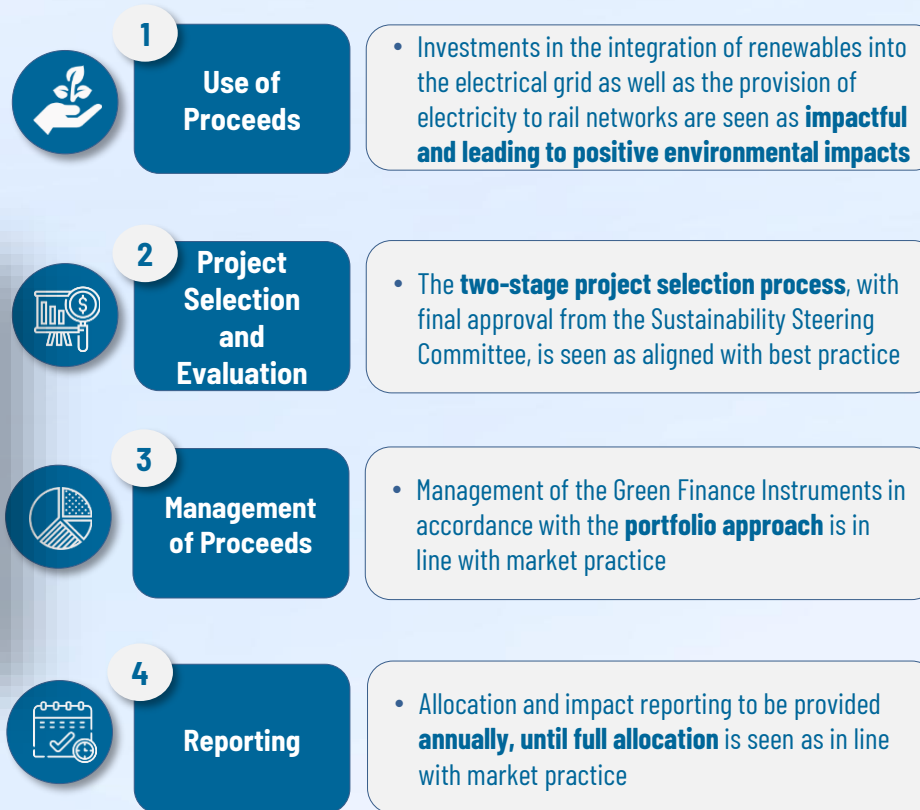 1
Use of
Proceeds
• Investments in the integration of renewables into
the electrical grid as well as the provision of
electricity to rail networks are seen as impactful
and leading to positive environmental impacts
2
Project
Selection
and
Evaluation
• The two-stage project selection process, with
final approval from the Sustainability Steering
Committee, is seen as aligned with best practice
3
Management
of Proceeds
• Management of the Green Finance Instruments in
accordance with the portfolio approach is in
line with market practice
4
Reporting
• Allocation and impact reporting to be provided
annually, until full allocation is seen as in line
with market practice